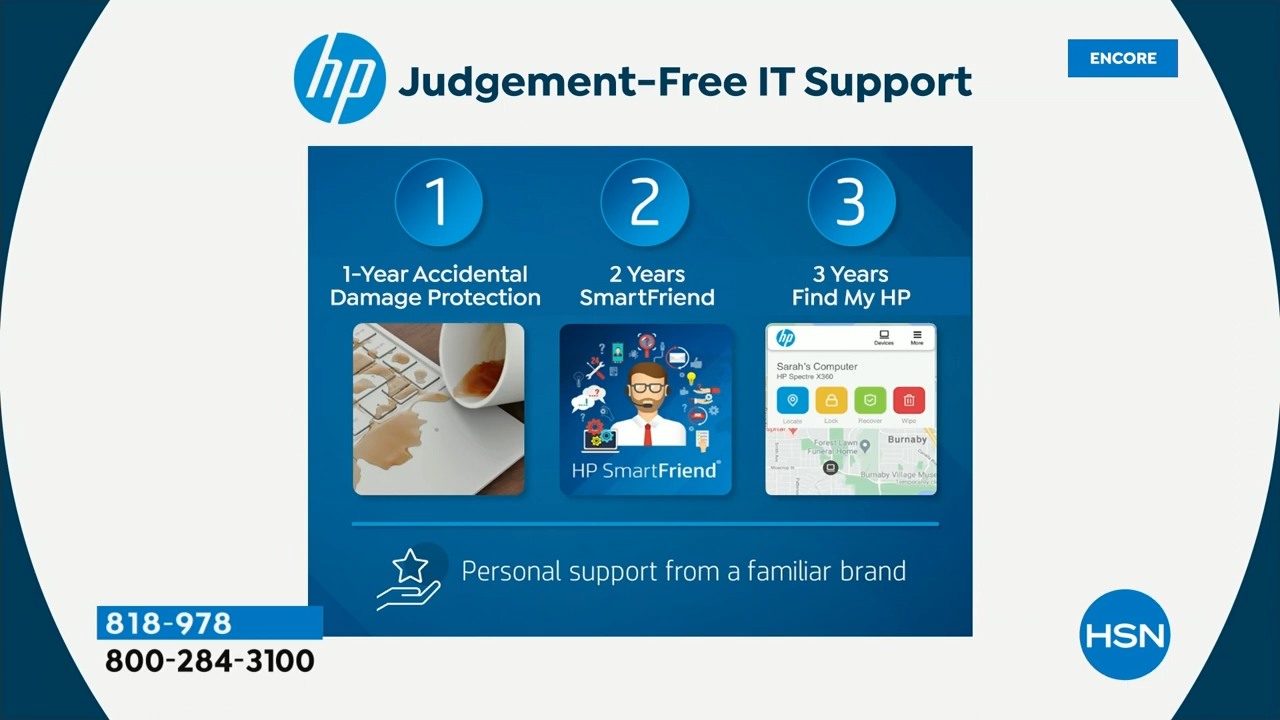 hp
Judgement-Free IT Support
ENCORE
1
2
3
1-Year Accidental
Damage Protection
2 Years
SmartFriend
3 Years
Find My HP
HP SmartFriend
hp
Devices
More
Sarah's Computer
HP Spectre X360
Locate
Lock
Recover
Wipe
Forest Lawn
Funeral Home
Burnaby
Burnaby Village
Personal support from a familiar brand
818-978
800-284-3100
HSN